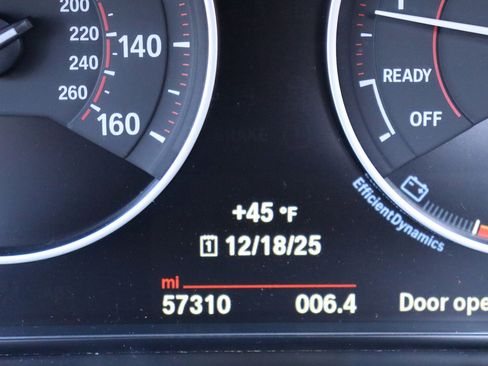 200
220
140
240
260
160
READY
OFF
EfficientDynamics
+45 °F
1 12/18/25
mi
57310 006.4 Door ope